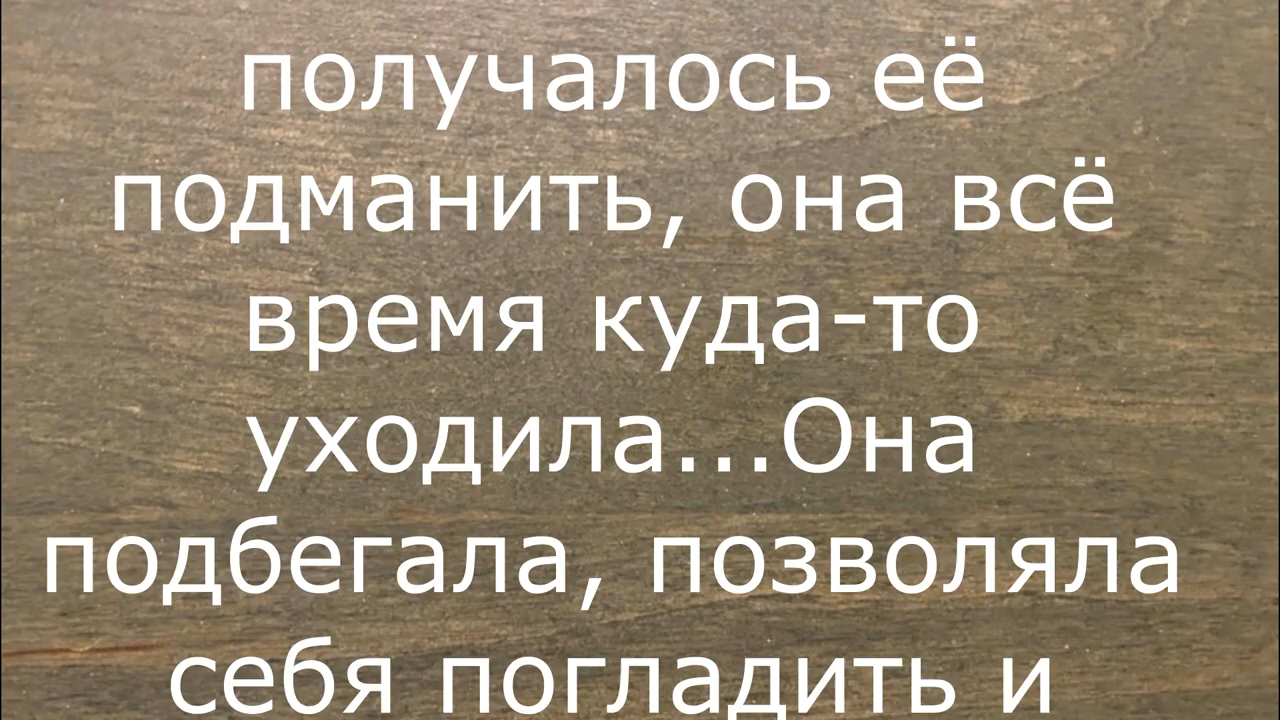 получалось её
подманить, она всё
время куда-то
уходила...Она
подбегала, позволяла
себя погладить и